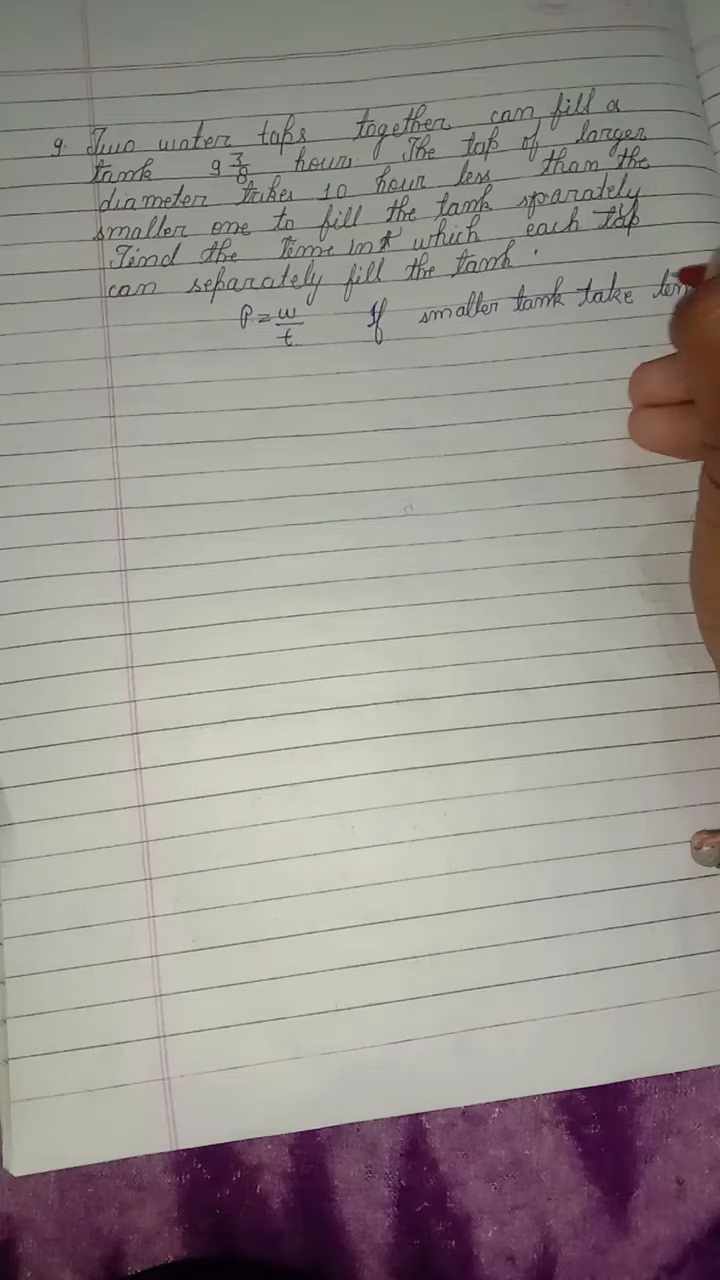 9. Two water taps together can fill a
tank 9 3/8 hours. The tap of larger
diameter takes 10 hour less than the
smaller one to fill the tank sparately
Find the Time in which each tap
can separately fill the tank.
P = w/t If smaller tank take